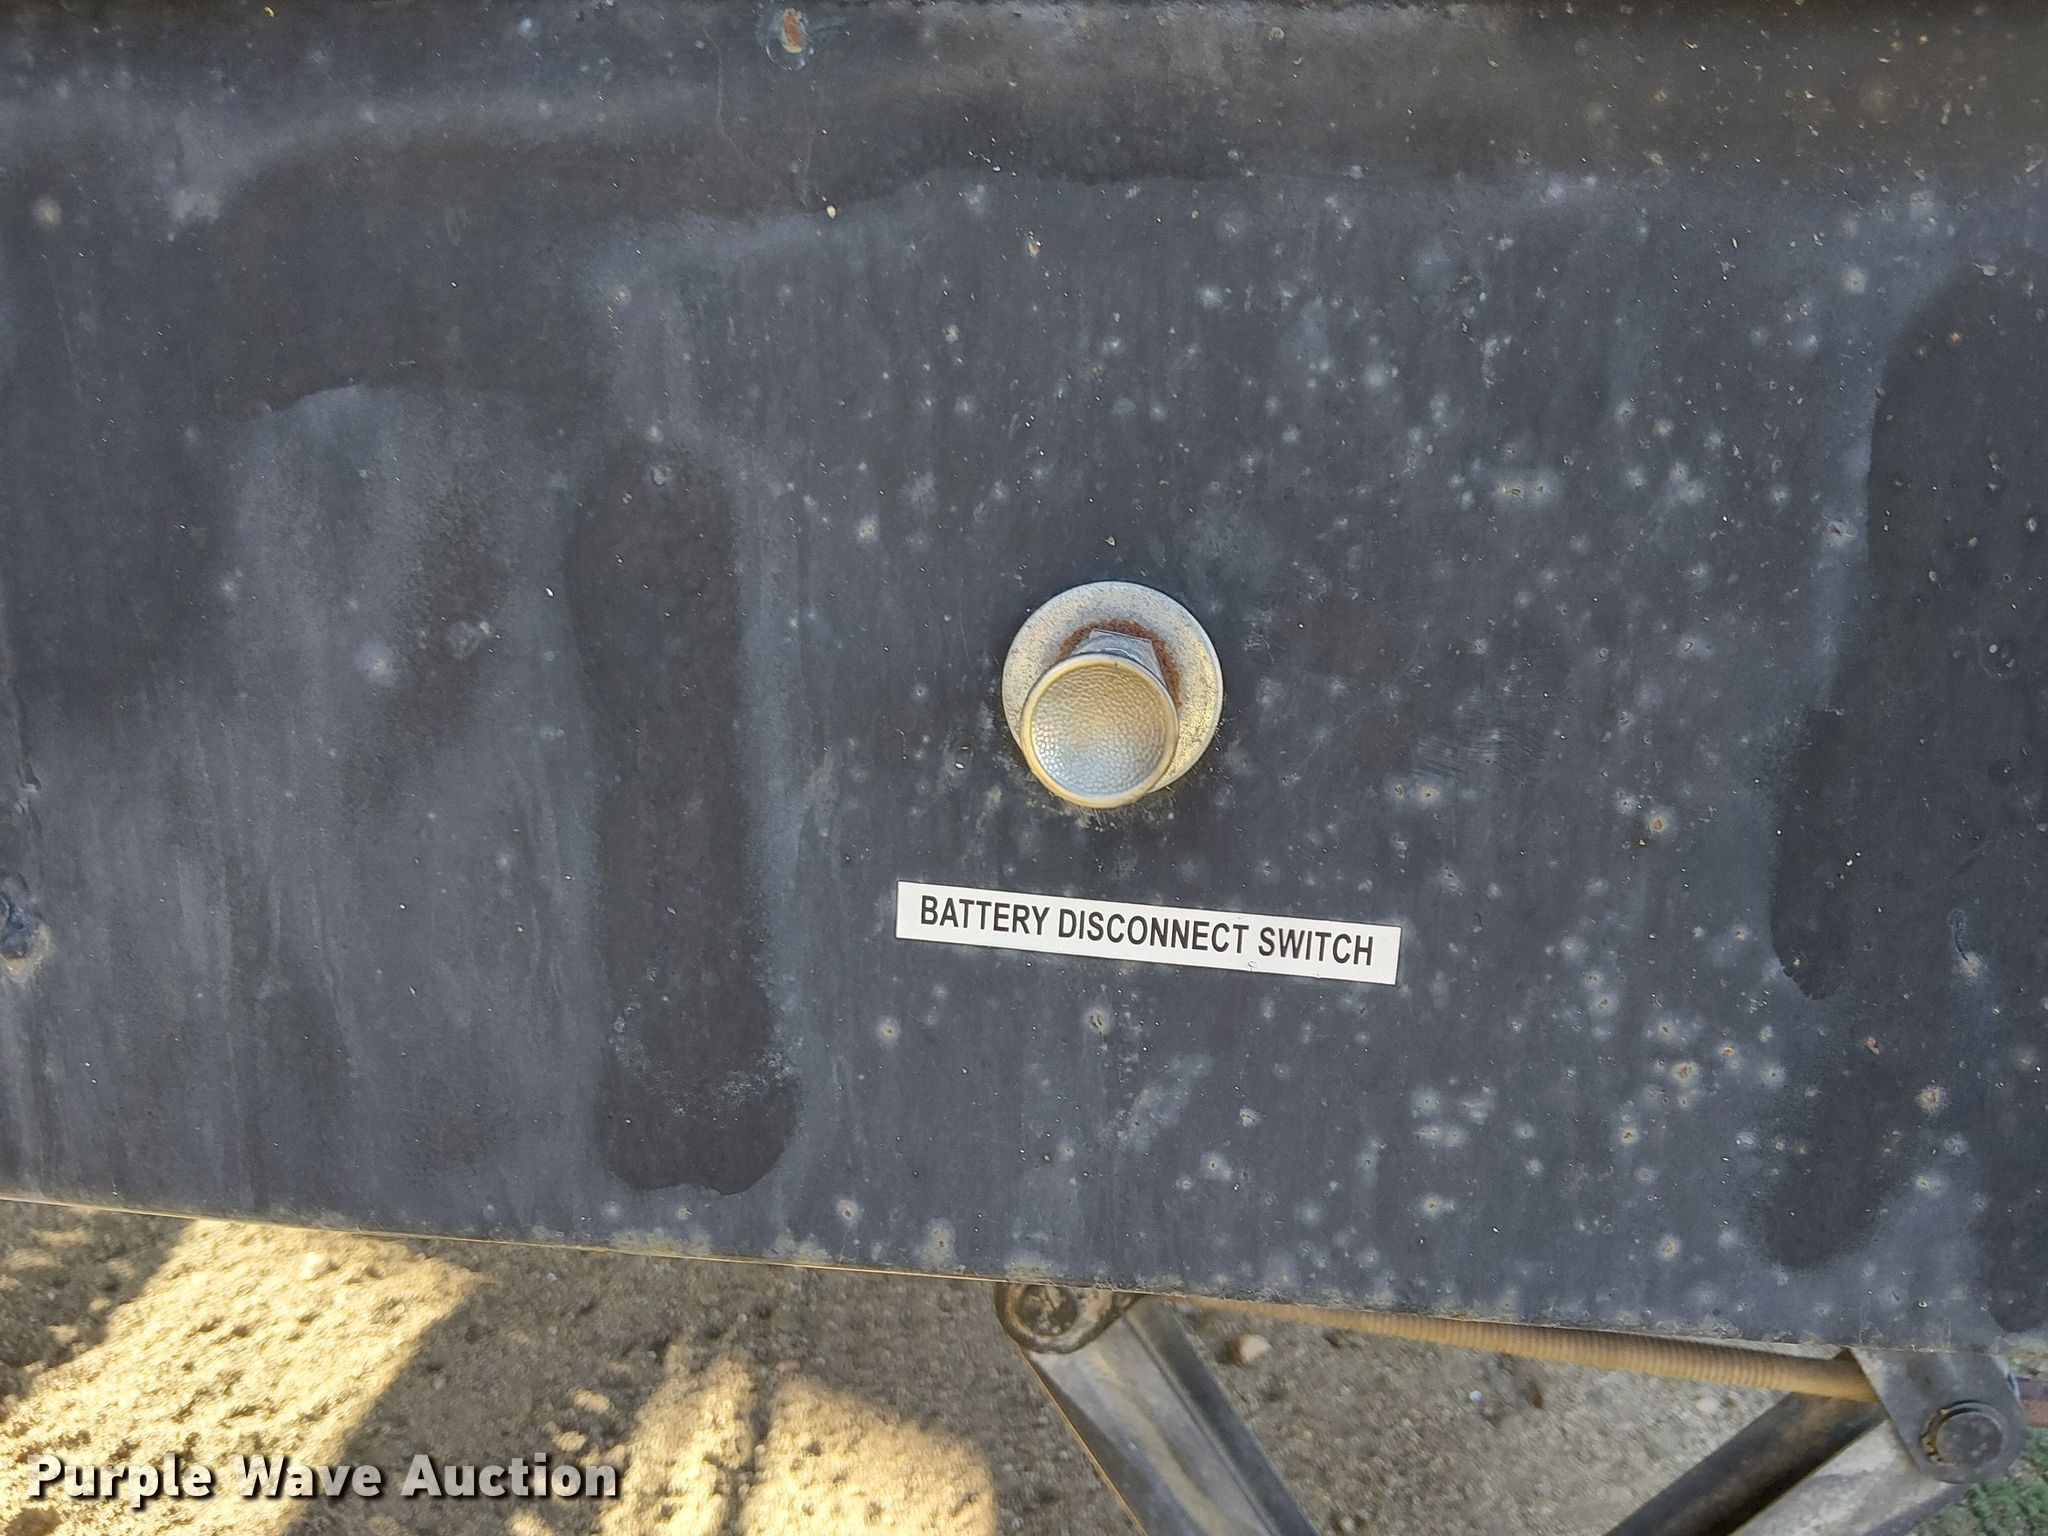 BATTERY DISCONNECT SWITCH
Purple Wave Auction